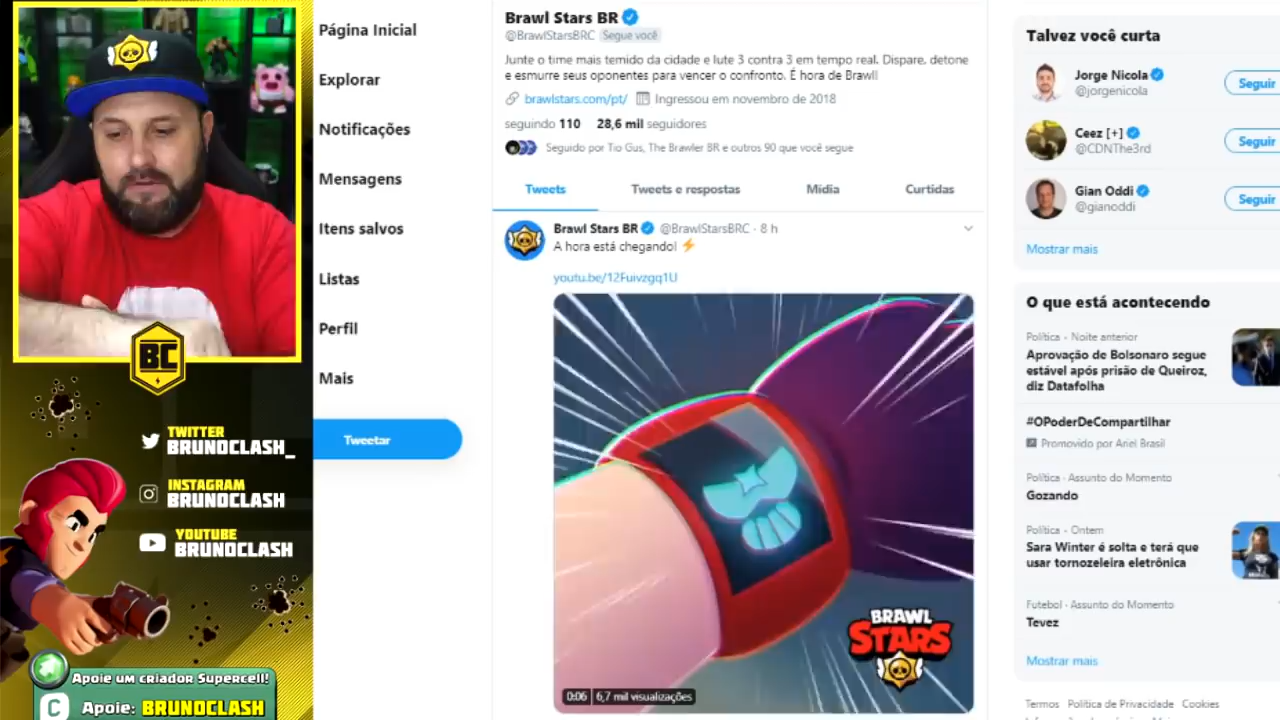 BC
TWITTER
BRUNOCLASH_
INSTAGRAM
BRUNOCLASH
YOUTUBE
BRUNOCLASH
Apoie um criador Supercell!
C
Apoie: BRUNOCLASH
Página Inicial
Explorar
Notificações
Mensagens
Itens salvos
Listas
Perfil
Mais
Tweetar
Brawl Stars BR
@BrawlStarsBRC Segue você
Junte o time mais temido da cidade e lute 3 contra 3 em tempo real. Dispare, detone
e esmurre seus oponentes para vencer o confronto. É hora de Brawl!
brawlstars.com/pt/ Ingressou em novembro de 2018
seguindo 110 28,6 mil seguidores
Seguido por Tio Gus, The Brawler BR e outros 90 que você segue
Tweets Tweets e respostas Mídia Curtidas
Brawl Stars BR @BrawlStarsBRC · 8 h
A hora está chegando! ⚡
youtu.be/12Fuivzgq1U
BRAWL
STARS
0:06 6,7 mil visualizações
Talvez você curta
Jorge Nicola
@jorgenicola
Seguir
Ceez [+]
@CDNThe3rd
Seguir
Gian Oddi
@gianoddi
Seguir
Mostrar mais
O que está acontecendo
Política · Noite anterior
Aprovação de Bolsonaro segue
estável após prisão de Queiroz,
diz Datafolha
#OPoderDeCompartilhar
Promovido por Ariel Brasil
Política · Assunto do Momento
Gozando
Política · Ontem
Sara Winter é solta e terá que
usar tornozeleira eletrônica
Futebol · Assunto do Momento
Tevez
Mostrar mais
Termos Política de Privacidade Cookies